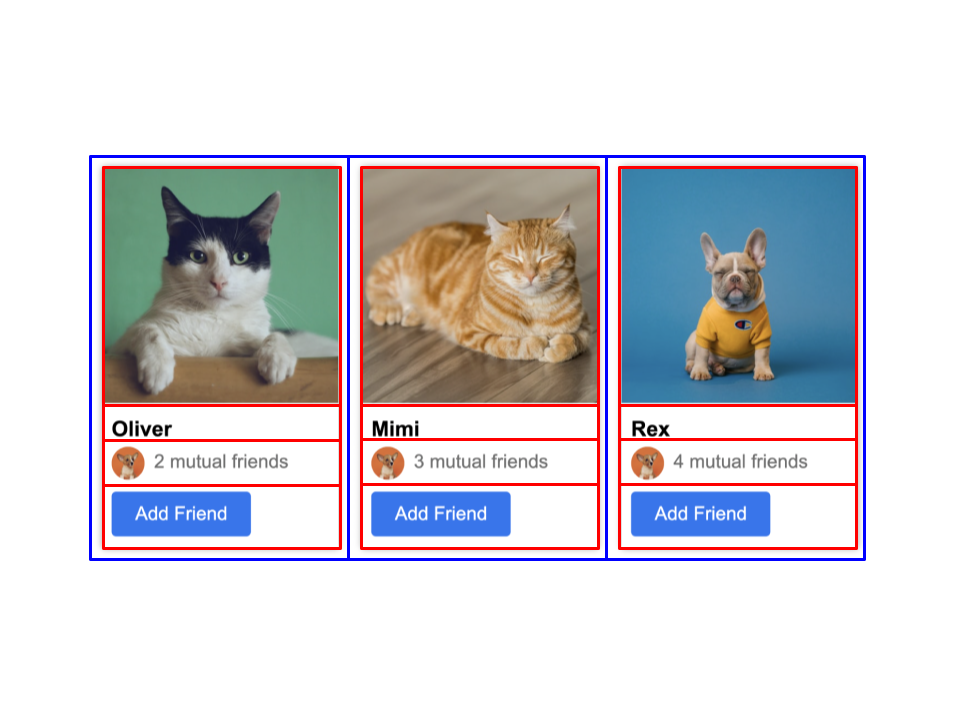 Oliver
2 mutual friends
Add Friend
Mimi
3 mutual friends
Add Friend
Rex
4 mutual friends
Add Friend